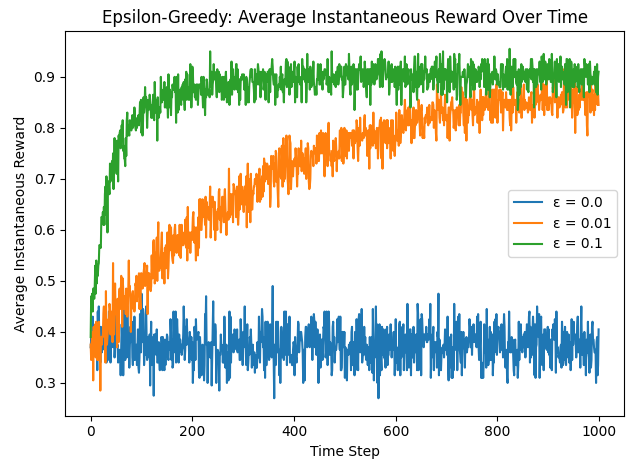 Epsilon-Greedy: Average Instantaneous Reward Over Time
Average Instantaneous Reward
0.9
0.8
0.7
0.6
0.5
0.4
0.3
ε = 0.0
ε = 0.01
ε = 0.1
0 200 400 600 800 1000
Time Step